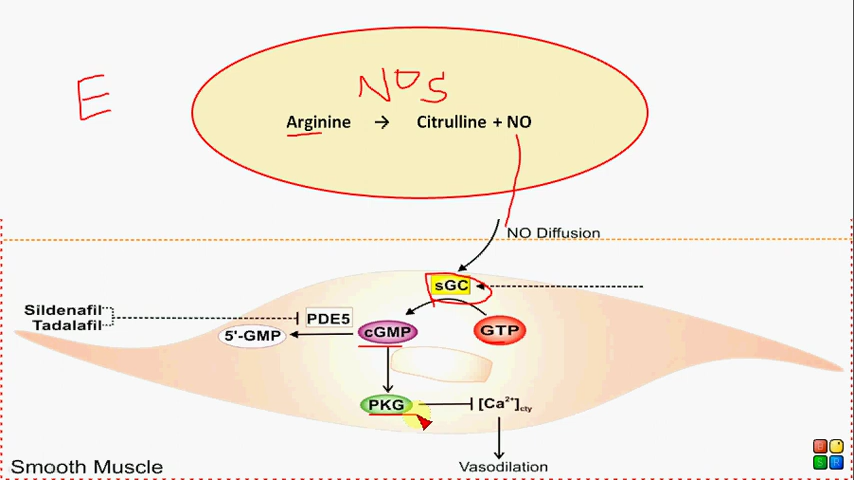 E
NOS
Arginine → Citrulline + NO
NO Diffusion
sGC
Sildenafil
Tadalafil
PDE5
5'-GMP
cGMP
GTP
PKG
[Ca²⁺]cty
Smooth Muscle
Vasodilation